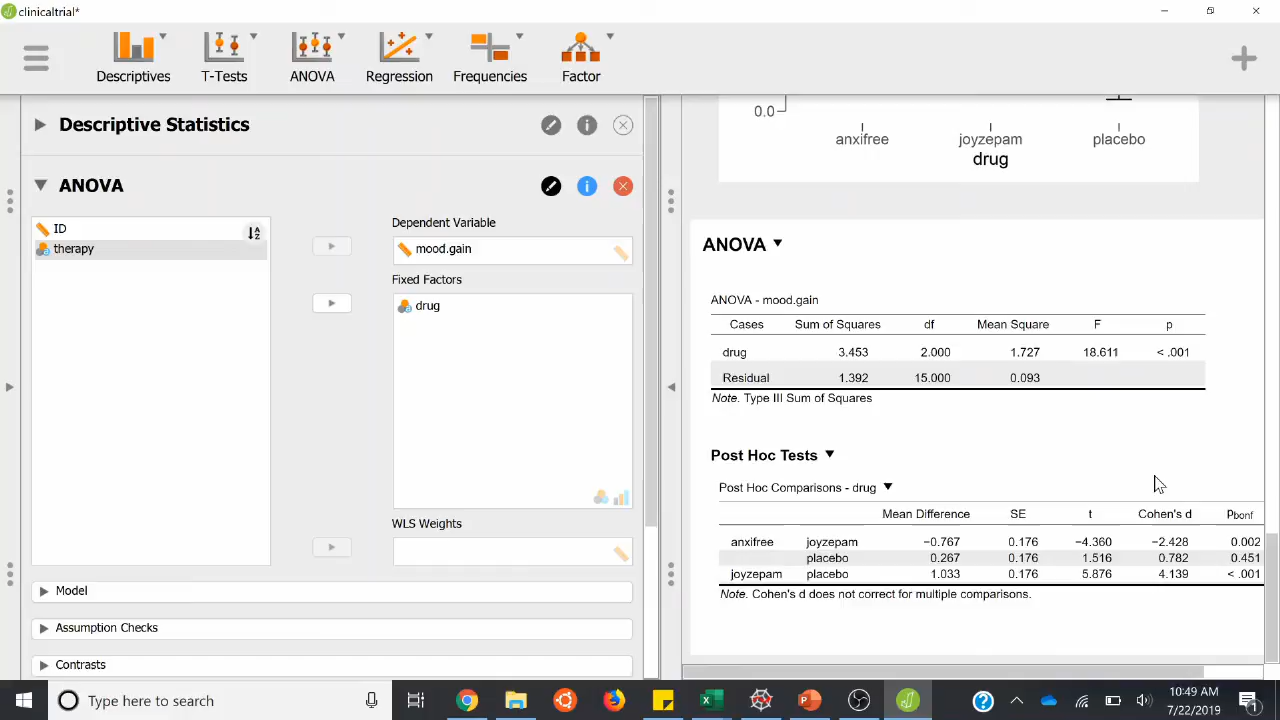 clinicaltrial*
Descriptives T-Tests ANOVA Regression Frequencies Factor
Descriptive Statistics
ANOVA
ID
therapy
Dependent Variable
mood.gain
Fixed Factors
drug
WLS Weights
Model
Assumption Checks
Contrasts
0.0
anxifree joyzepam placebo
drug
ANOVA
ANOVA - mood.gain
Cases Sum of Squares df Mean Square F p
drug 3.453 2.000 1.727 18.611 < .001
Residual 1.392 15.000 0.093
Note. Type III Sum of Squares
Post Hoc Tests
Post Hoc Comparisons - drug
Mean Difference SE t Cohen's d pbonf
anxifree joyzepam −0.767 0.176 −4.360 −2.428 0.002
placebo 0.267 0.176 1.516 0.782 0.451
joyzepam placebo 1.033 0.176 5.876 4.139 < .001
Note. Cohen's d does not correct for multiple comparisons.
Type here to search
10:49 AM
7/22/2019
1